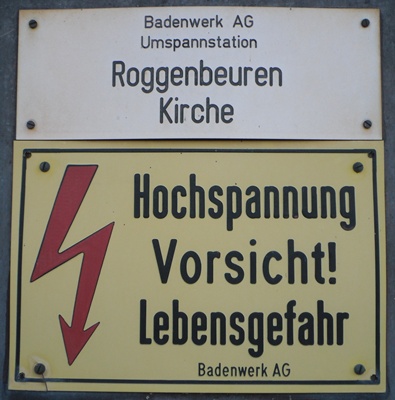 Badenwerk AG
Umspannstation
Roggenbeuren
Kirche
Hochspannung
Vorsicht!
Lebensgefahr
Badenwerk AG